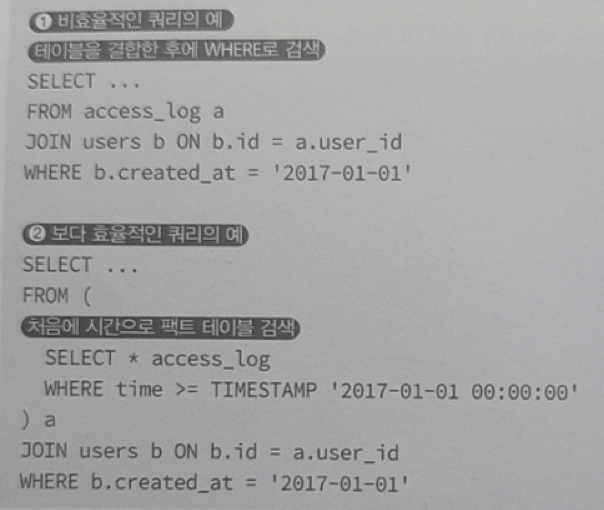 ❶ 비효율적인 쿼리의 예
테이블을 결합한 후에 WHERE로 검색
SELECT ...
FROM access_log a
JOIN users b ON b.id = a.user_id
WHERE b.created_at = '2017-01-01'
❷ 보다 효율적인 쿼리의 예
SELECT ...
FROM (
처음에 시간으로 팩트 테이블 검색
SELECT * access_log
WHERE time >= TIMESTAMP '2017-01-01 00:00:00'
) a
JOIN users b ON b.id = a.user_id
WHERE b.created_at = '2017-01-01'